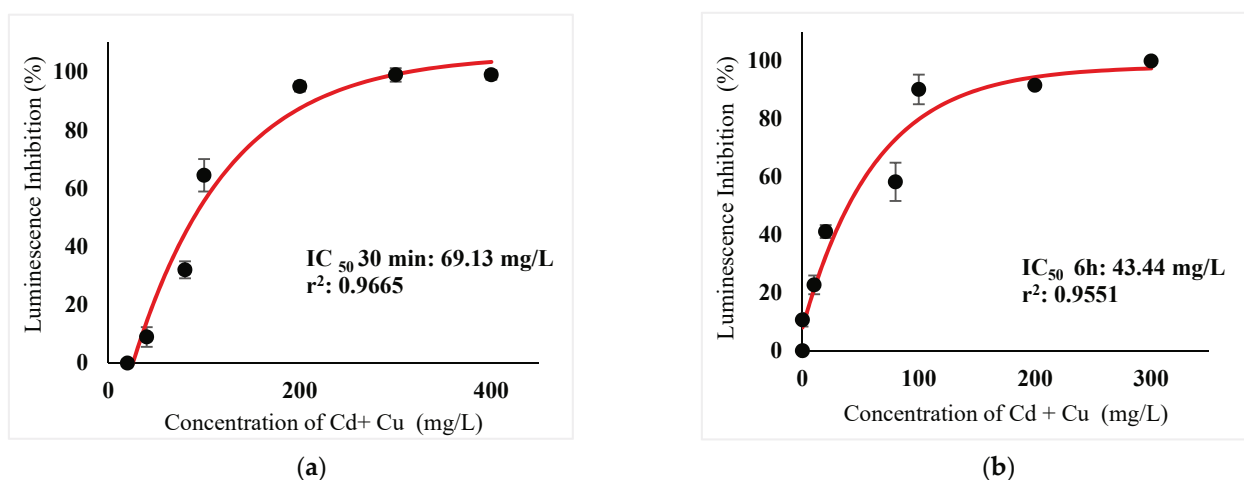 Luminescence Inhibition (%)
100
80
60
40
20
0
0
200
400
IC 50 30 min: 69.13 mg/L
r2: 0.9665
Concentration of Cd+ Cu (mg/L)
(a)
Luminescence Inhibition (%)
100
80
60
40
20
0
0
100
200
300
IC50 6h: 43.44 mg/L
r2: 0.9551
Concentration of Cd + Cu (mg/L)
(b)